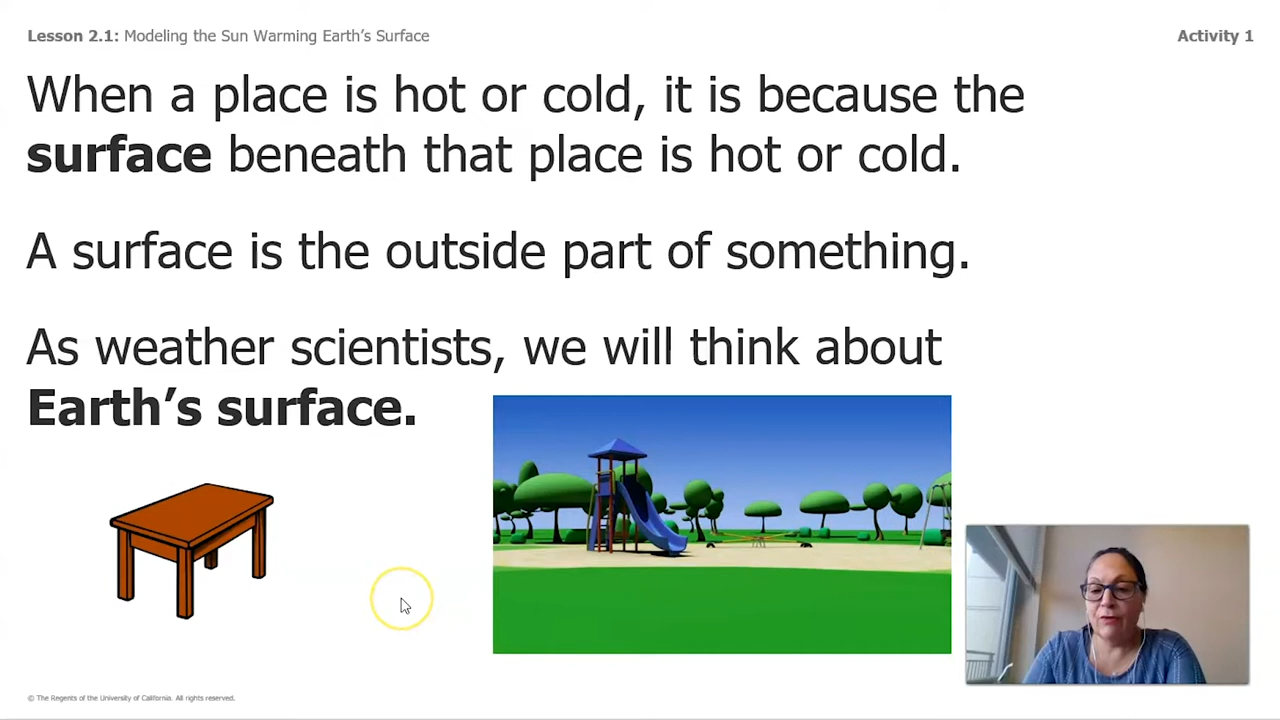 Lesson 2.1: Modeling the Sun Warming Earth’s Surface
Activity 1
When a place is hot or cold, it is because the
surface beneath that place is hot or cold.
A surface is the outside part of something.
As weather scientists, we will think about
Earth’s surface.
© The Regents of the University of California. All rights reserved.